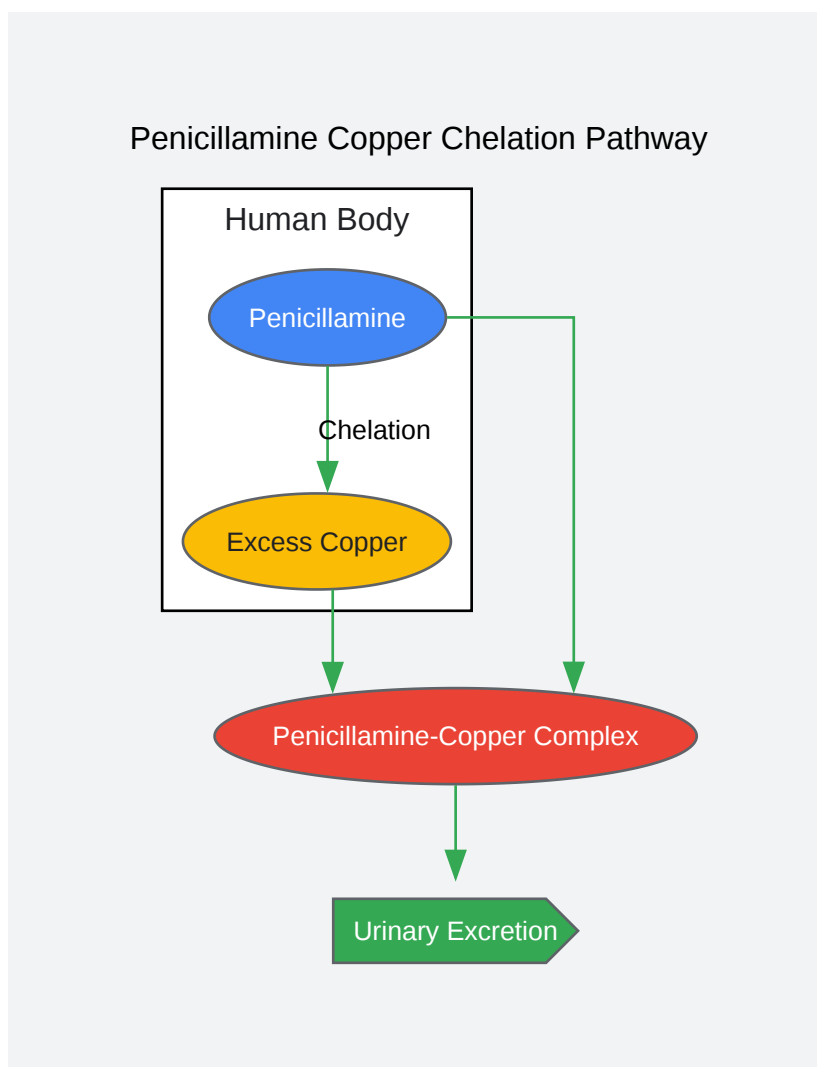 Penicillamine Copper Chelation Pathway
Human Body
Penicillamine
Chelation
Excess Copper
Penicillamine-Copper Complex
Urinary Excretion